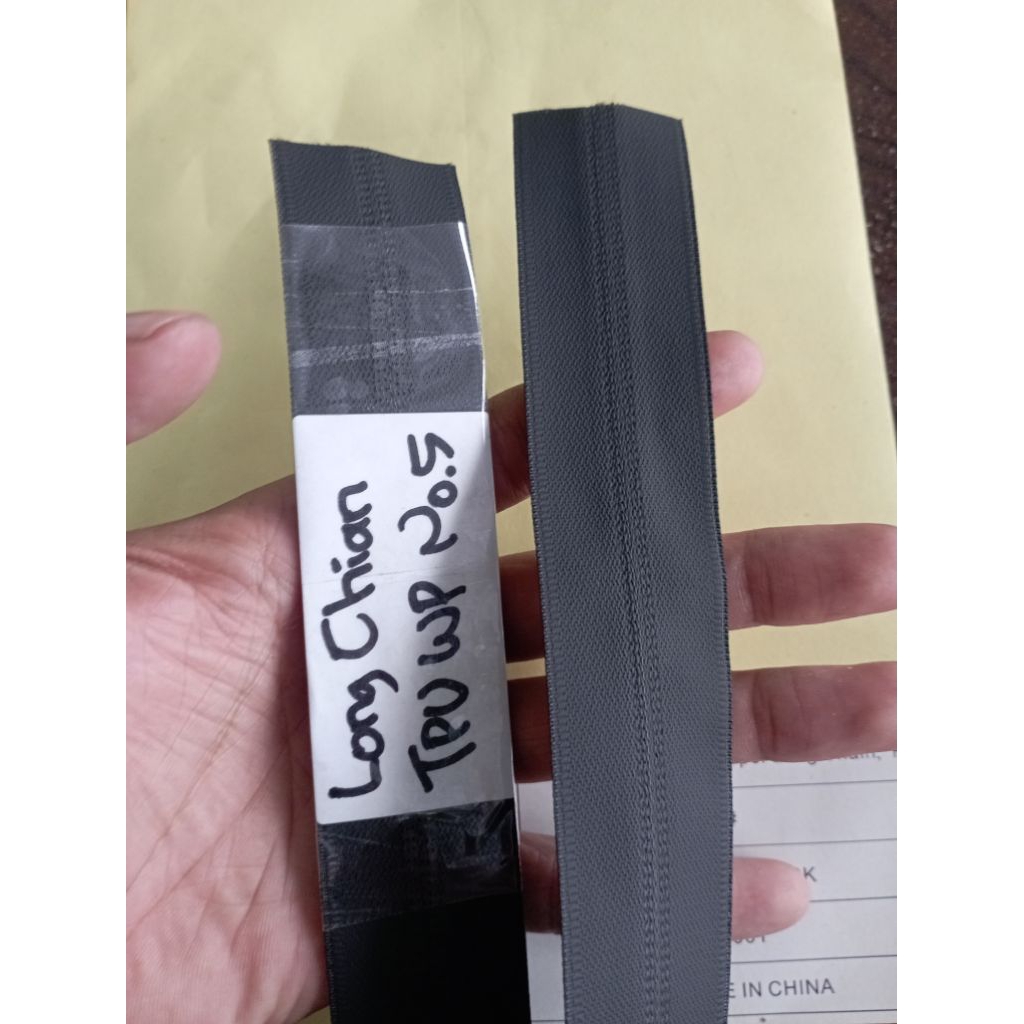 Long Chian
TPU WP No.5
K
E IN CHINA